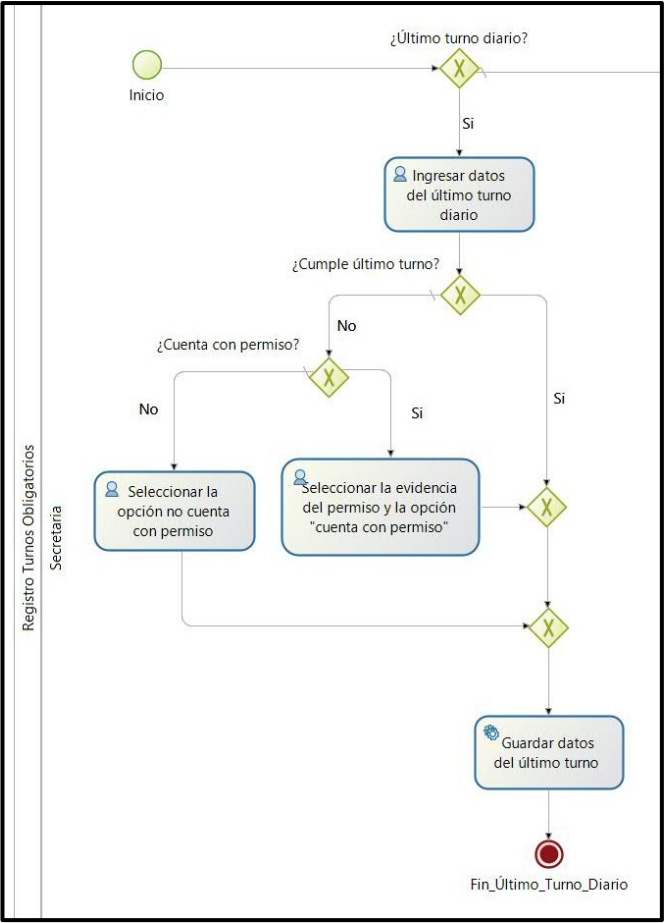 ¿Último turno diario?
Inicio
Si
Ingresar datos
del último turno
diario
¿Cumple último turno?
No
¿Cuenta con permiso?
No
Si
Si
Seleccionar la
opción no cuenta
con permiso
Seleccionar la evidencia
del permiso y la opción
"cuenta con permiso"
Registro Turnos Obligatorios
Secretaria
Guardar datos
del último turno
Fin_Último_Turno_Diario